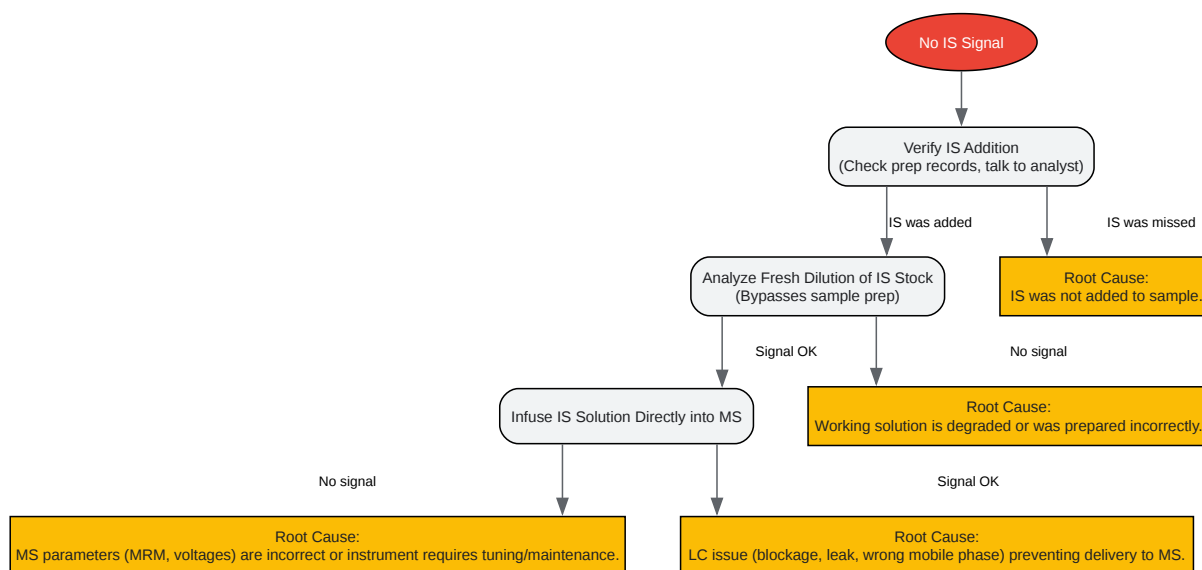 No IS Signal
Verify IS Addition
(Check prep records, talk to analyst)
IS was added
IS was missed
Analyze Fresh Dilution of IS Stock
(Bypasses sample prep)
Root Cause:
IS was not added to sample.
Signal OK
No signal
Infuse IS Solution Directly into MS
Root Cause:
Working solution is degraded or was prepared incorrectly.
No signal
Signal OK
Root Cause:
MS parameters (MRM, voltages) are incorrect or instrument requires tuning/maintenance.
Root Cause:
LC issue (blockage, leak, wrong mobile phase) preventing delivery to MS.